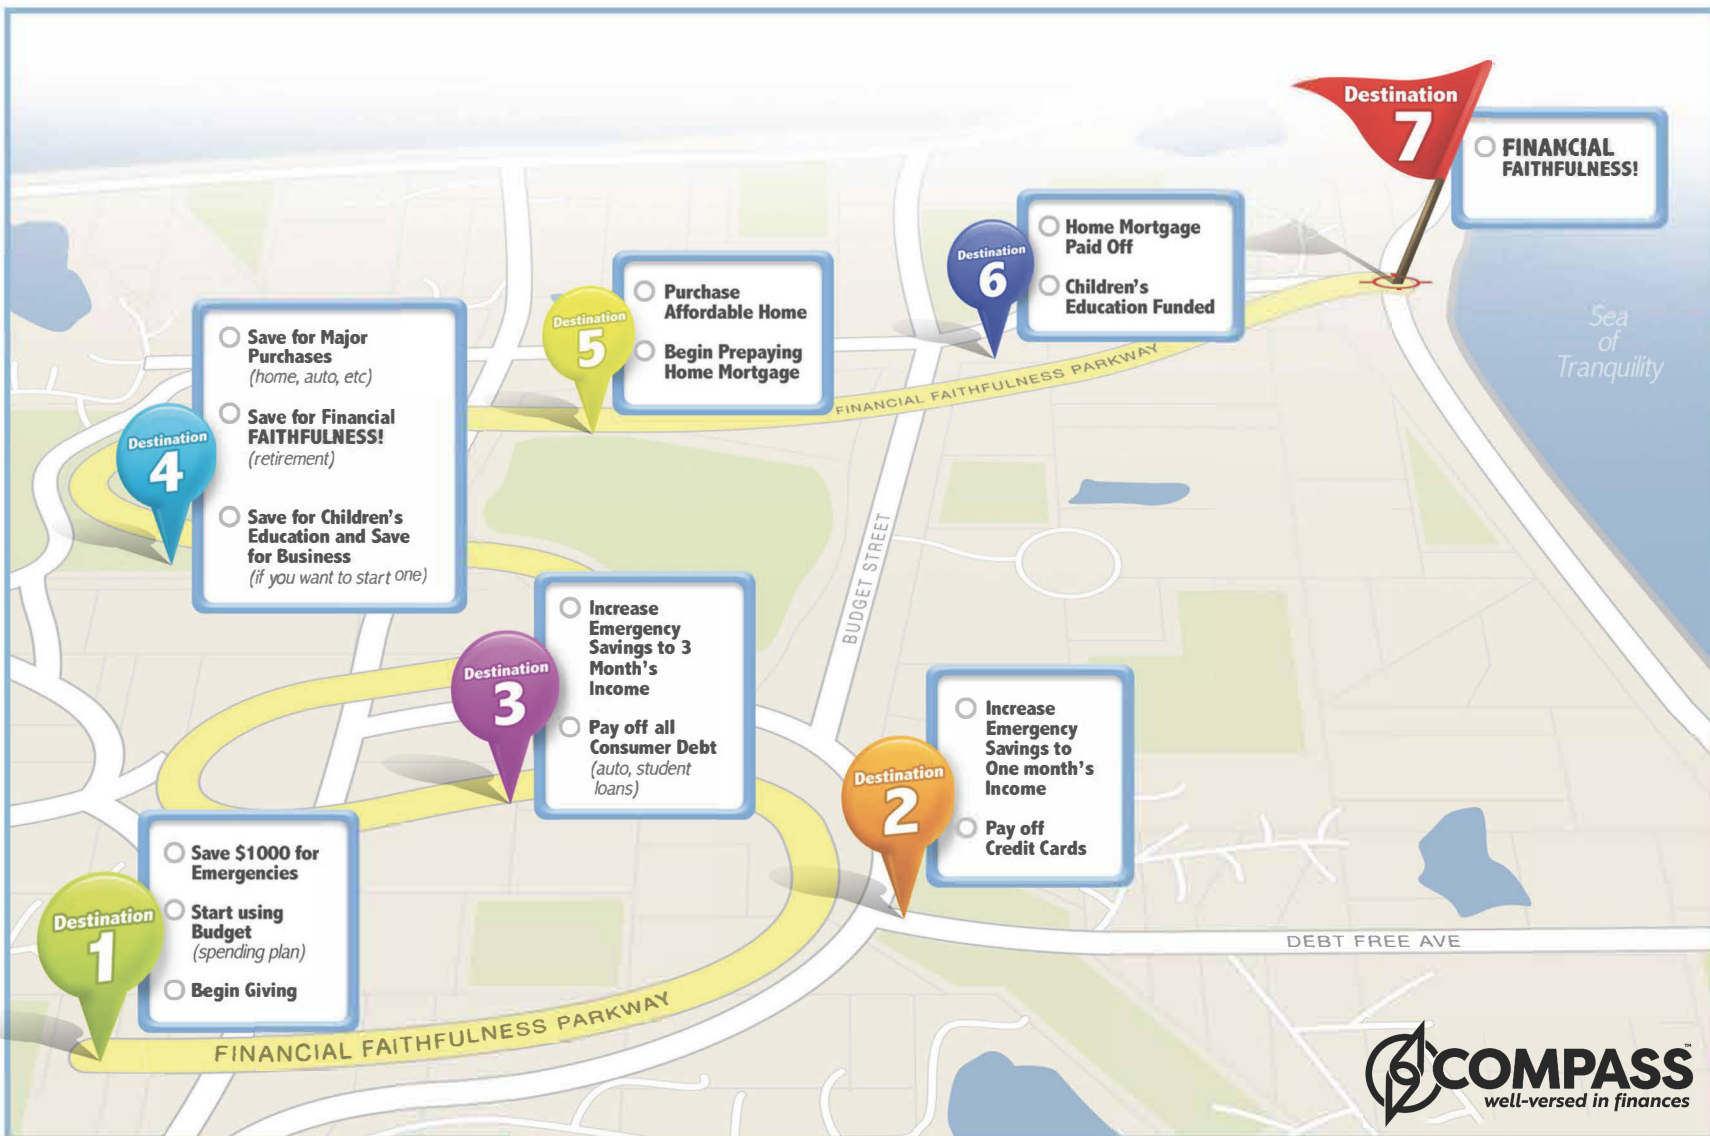 Destination
7
FINANCIAL
FAITHFULNESS!
Destination
6
Home Mortgage
Paid Off
Children's
Education Funded
Destination
5
Purchase
Affordable Home
Begin Prepaying
Home Mortgage
Sea
of
Tranquility
FINANCIAL FAITHFULNESS PARKWAY
Destination
4
Save for Major
Purchases
(home, auto, etc)
Save for Financial
FAITHFULNESS!
(retirement)
Save for Children's
Education and Save
for Business
(if you want to start one)
BUDGET STREET
Destination
3
Increase
Emergency
Savings to 3
Month's
Income
Pay off all
Consumer Debt
(auto, student
loans)
Destination
2
Increase
Emergency
Savings to
One month's
Income
Pay off
Credit Cards
Destination
1
Save $1000 for
Emergencies
Start using
Budget
(spending plan)
Begin Giving
DEBT FREE AVE
FINANCIAL FAITHFULNESS PARKWAY
COMPASS™
well-versed in finances